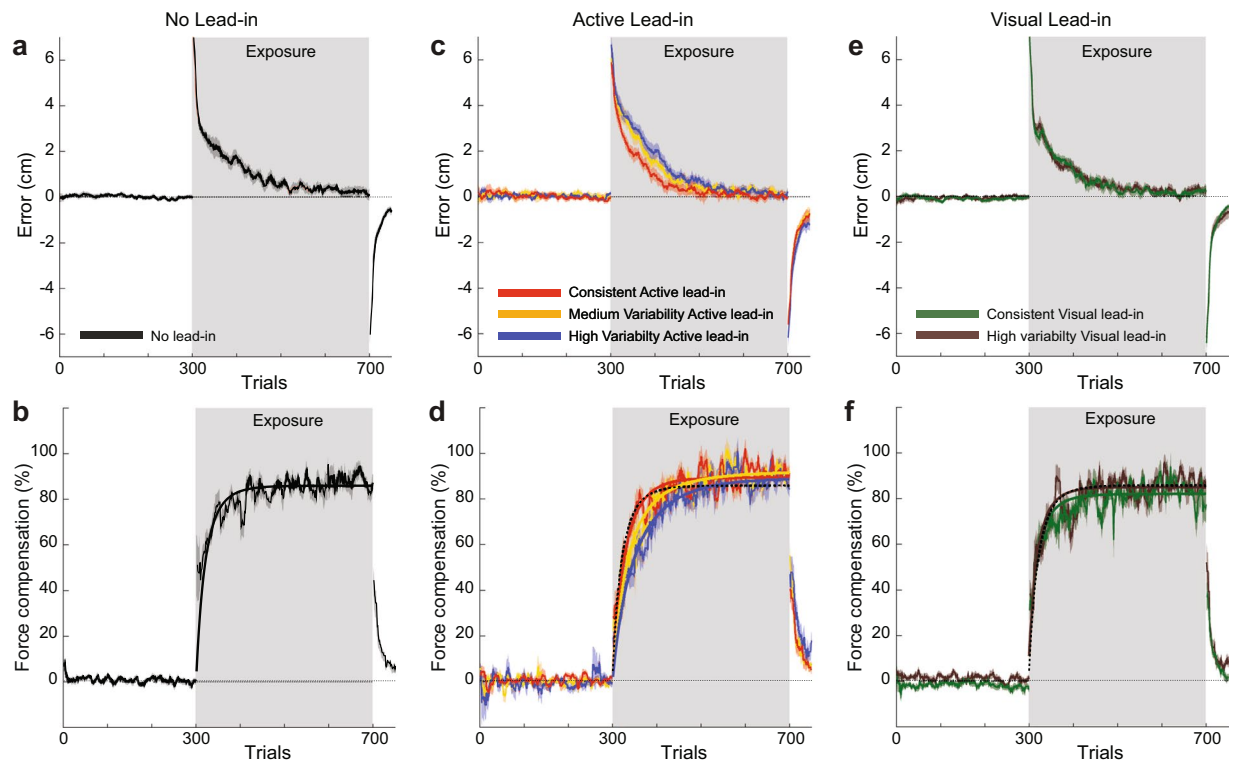 No Lead-in
Active Lead-in
Visual Lead-in
a
Exposure
Error (cm)
6
4
2
0
-2
-4
-6
No lead-in
0
300
700
Trials
c
Exposure
Error (cm)
6
4
2
0
-2
-4
-6
Consistent Active lead-in
Medium Variability Active lead-in
High Variabilty Active lead-in
0
300
700
Trials
e
Exposure
Error (cm)
6
4
2
0
-2
-4
-6
Consistent Visual lead-in
High variabilty Visual lead-in
0
300
700
Trials
b
Exposure
Force compensation (%)
100
80
60
40
20
0
0
300
700
Trials
d
Exposure
Force compensation (%)
100
80
60
40
20
0
0
300
700
Trials
f
Exposure
Force compensation (%)
100
80
60
40
20
0
0
300
700
Trials